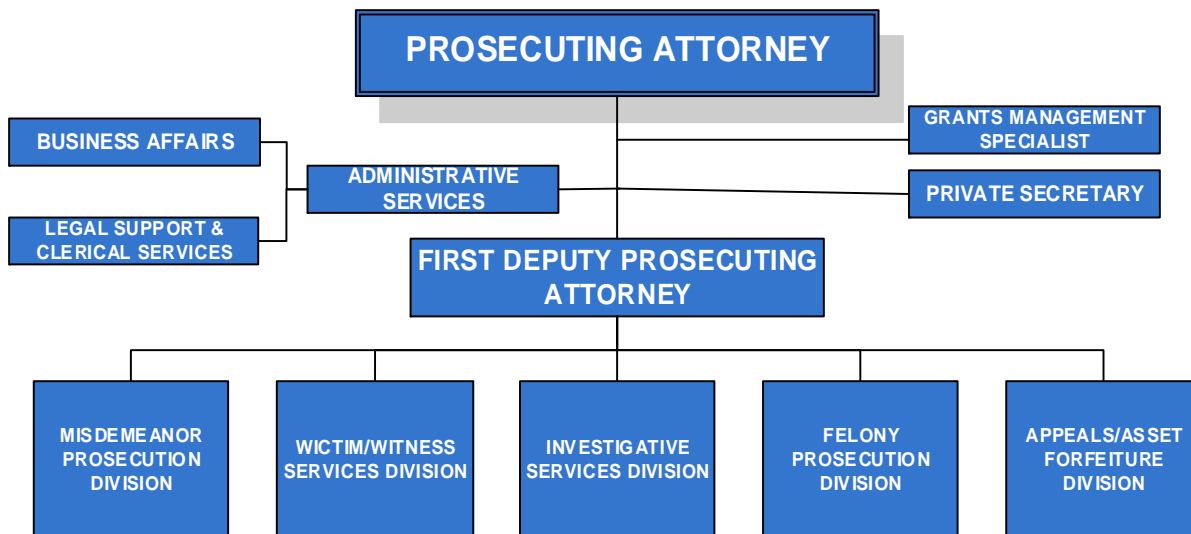 PROSECUTING ATTORNEY
GRANTS MANAGEMENT
SPECIALIST
BUSINESS AFFAIRS
ADMINISTRATIVE
SERVICES
PRIVATE SECRETARY
LEGAL SUPPORT &
CLERICAL SERVICES
FIRST DEPUTY PROSECUTING
ATTORNEY
MISDEMEANOR
PROSECUTION
DIVISION
WICTIM/WITNESS
SERVICES DIVISION
INVESTIGATIVE
SERVICES DIVISION
FELONY
PROSECUTION
DIVISION
APPEALS/ASSET
FORFEITURE
DIVISION